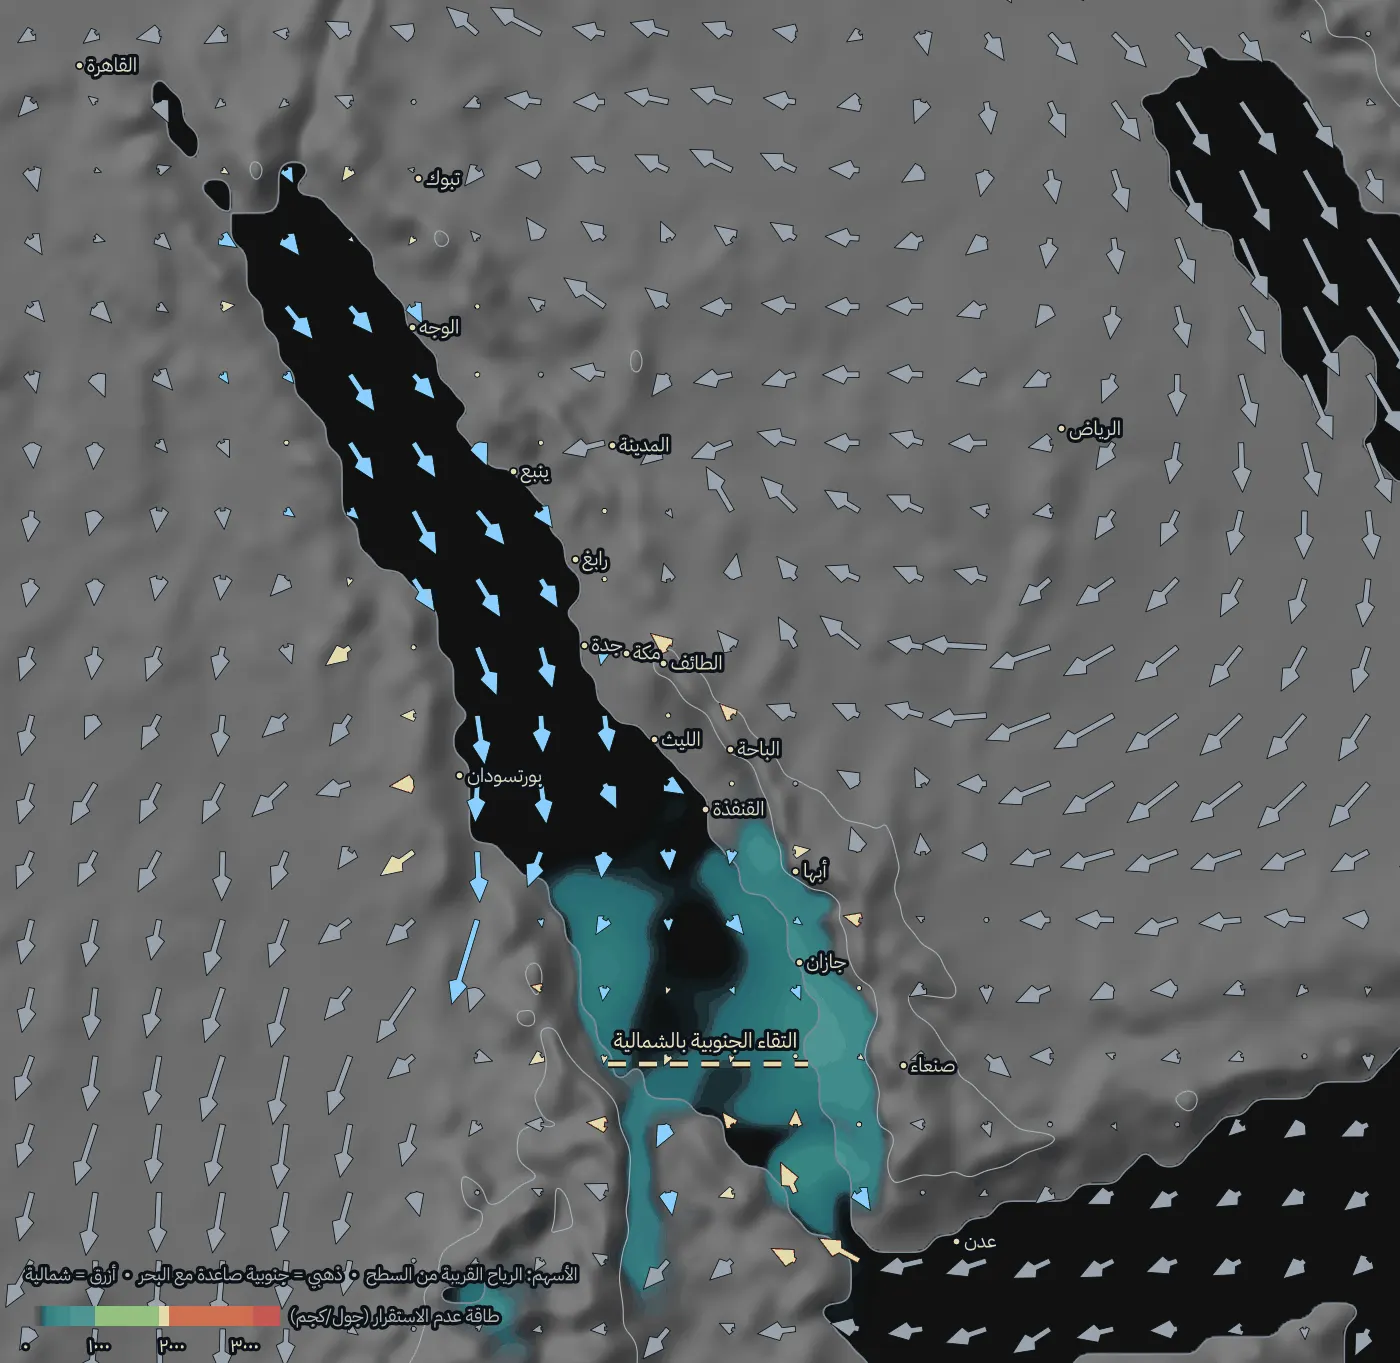 القاهرة
تبوك
الوجه
الرياض
المدينة
ينبع
رابغ
جدة
مكة
الطائف
الليث
الباحة
بورتسودان
القنفذة
أبها
جازان
التقاء الجنوبية بالشمالية
صنعاء
عدن
الأسهم: الرياح القريبة من السطح • ذهبي = جنوبية صاعدة مع البحر • أزرق = شمالية
طاقة عدم الاستقرار (جول/كجم)
٠ ١٠٠٠ ٢٠٠٠ ٣٠٠٠